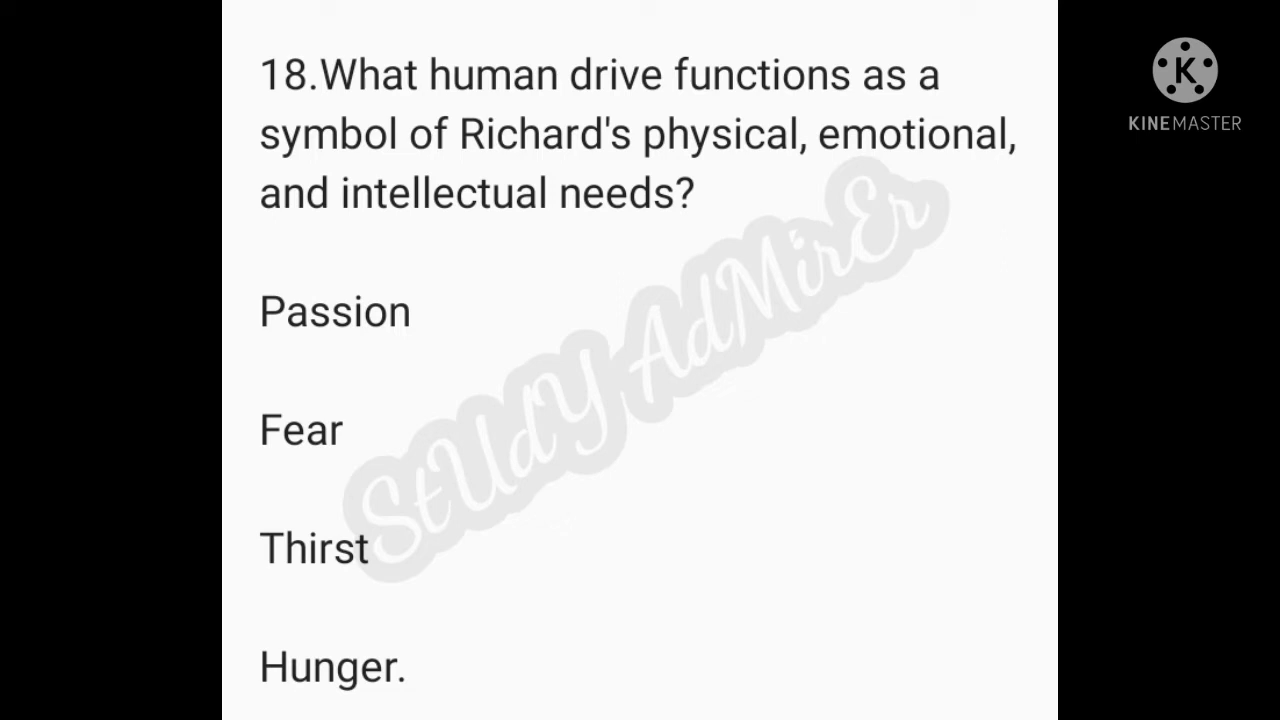 18.What human drive functions as a
symbol of Richard's physical, emotional,
and intellectual needs?
Passion
Fear
Thirst
Hunger.
StUdY AdMirEr
K
KINEMASTER